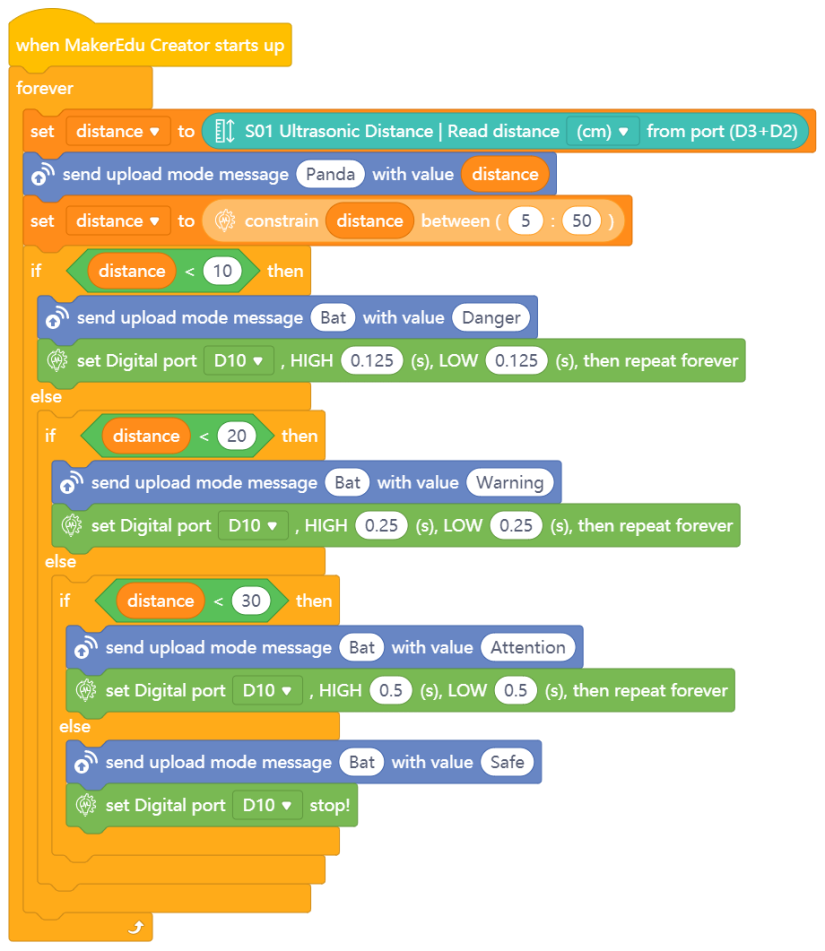 when MakerEdu Creator starts up
forever
set distance ▼ to S01 Ultrasonic Distance | Read distance (cm) ▼ from port (D3+D2)
send upload mode message Panda with value distance
set distance ▼ to constrain distance between ( 5 : 50 )
if distance < 10 then
send upload mode message Bat with value Danger
set Digital port D10 ▼ , HIGH 0.125 (s), LOW 0.125 (s), then repeat forever
else
if distance < 20 then
send upload mode message Bat with value Warning
set Digital port D10 ▼ , HIGH 0.25 (s), LOW 0.25 (s), then repeat forever
else
if distance < 30 then
send upload mode message Bat with value Attention
set Digital port D10 ▼ , HIGH 0.5 (s), LOW 0.5 (s), then repeat forever
else
send upload mode message Bat with value Safe
set Digital port D10 ▼ stop!